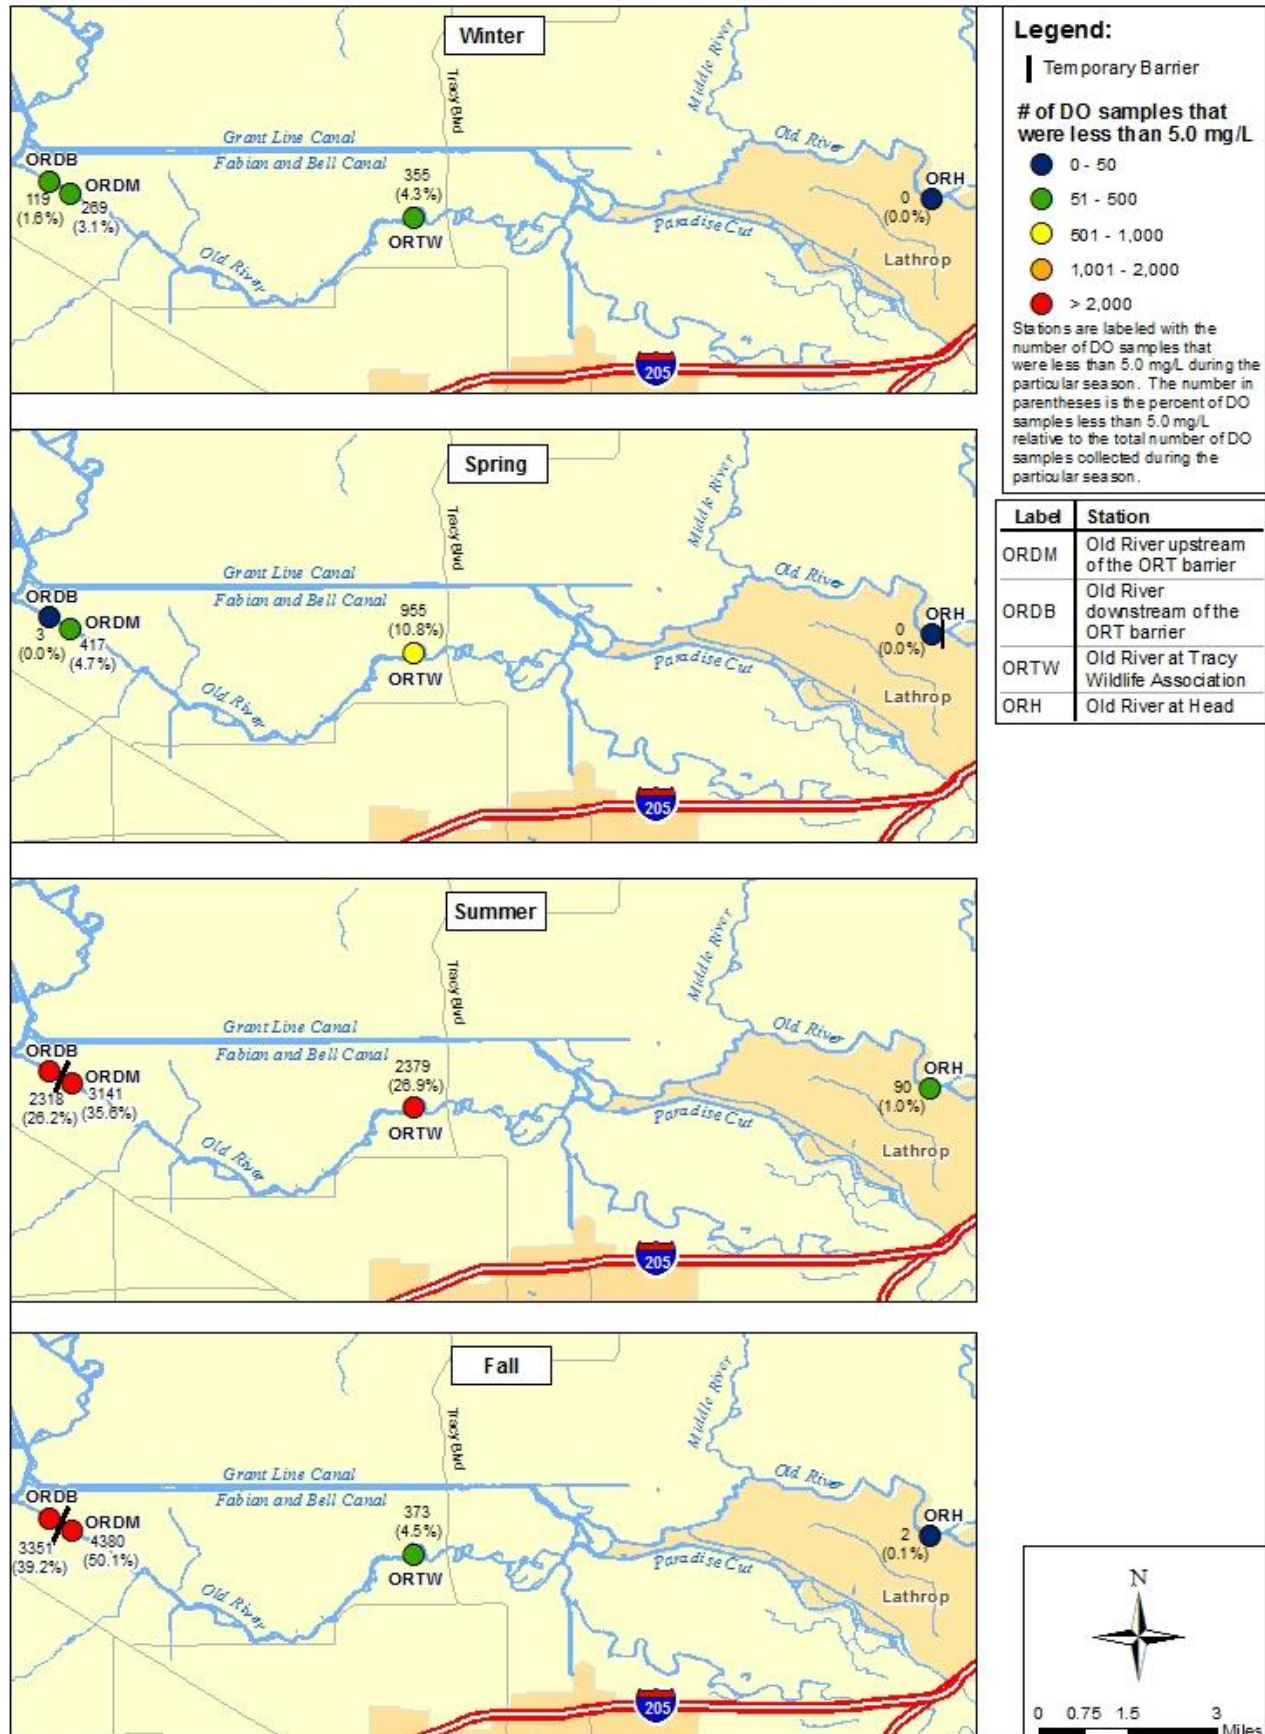 Winter
Tracy Blvd
Middle River
Old River
Grant Line Canal
Fabian and Bell Canal
ORDB
119
(1.6%)
ORDM
269
(3.1%)
355
(4.3%)
ORTW
Old River
Paradise Cut
ORH
0
(0.0%)
Lathrop
205
Spring
Tracy Blvd
Middle River
Old River
Grant Line Canal
Fabian and Bell Canal
ORDB
3
(0.0%)
ORDM
417
(4.7%)
955
(10.8%)
ORTW
Old River
Paradise Cut
ORH
0
(0.0%)
Lathrop
205
Summer
Tracy Blvd
Middle River
Old River
Grant Line Canal
Fabian and Bell Canal
ORDB
2318
(26.2%)
ORDM
3141
(35.6%)
2379
(26.9%)
ORTW
Old River
Paradise Cut
ORH
90
(1.0%)
Lathrop
205
Fall
Tracy Blvd
Middle River
Old River
Grant Line Canal
Fabian and Bell Canal
ORDB
3351
(39.2%)
ORDM
4380
(50.1%)
373
(4.5%)
ORTW
Old River
Paradise Cut
ORH
2
(0.1%)
Lathrop
205
Legend:
Temporary Barrier
# of DO samples that
were less than 5.0 mg/L
0 - 50
51 - 500
501 - 1,000
1,001 - 2,000
> 2,000
Stations are labeled with the
number of DO samples that
were less than 5.0 mg/L during the
particular season. The number in
parentheses is the percent of DO
samples less than 5.0 mg/L
relative to the total number of DO
samples collected during the
particular season.
Label Station
ORDM Old River upstream
of the ORT barrier
ORDB Old River
downstream of the
ORT barrier
ORTW Old River at Tracy
Wildlife Association
ORH Old River at Head
N
0 0.75 1.5 3
Miles